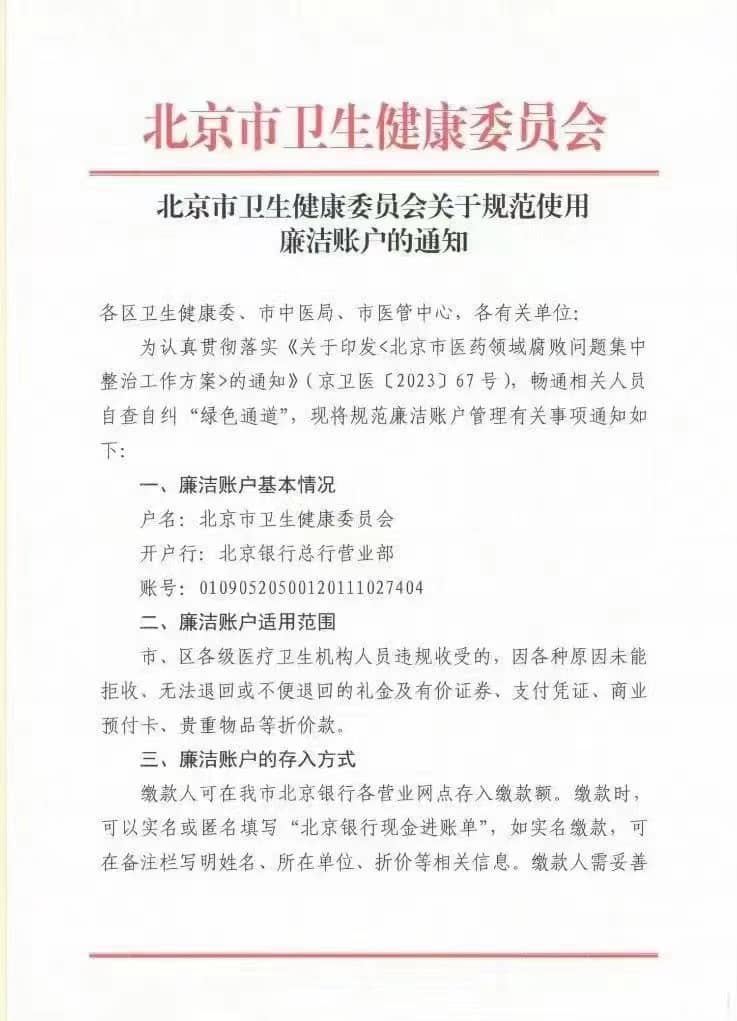 北京市卫生健康委员会
北京市卫生健康委员会关于规范使用
廉洁账户的通知
各区卫生健康委、市中医局、市医管中心，各有关单位：
为认真贯彻落实《关于印发<北京市医药领域腐败问题集中
整治工作方案>的通知》（京卫医〔2023〕67号），畅通相关人员
自查自纠“绿色通道”，现将规范廉洁账户管理有关事项通知如
下：
一、廉洁账户基本情况
户名：北京市卫生健康委员会
开户行：北京银行总行营业部
账号：01090520500120111027404
二、廉洁账户适用范围
市、区各级医疗卫生机构人员违规收受的，因各种原因未能
拒收、无法退回或不便退回的礼金及有价证券、支付凭证、商业
预付卡、贵重物品等折价款。
三、廉洁账户的存入方式
缴款人可在我市北京银行各营业网点存入缴款额。缴款时，
可以实名或匿名填写“北京银行现金进账单”，如实名缴款，可
在备注栏写明姓名、所在单位、折价等相关信息。缴款人需妥善